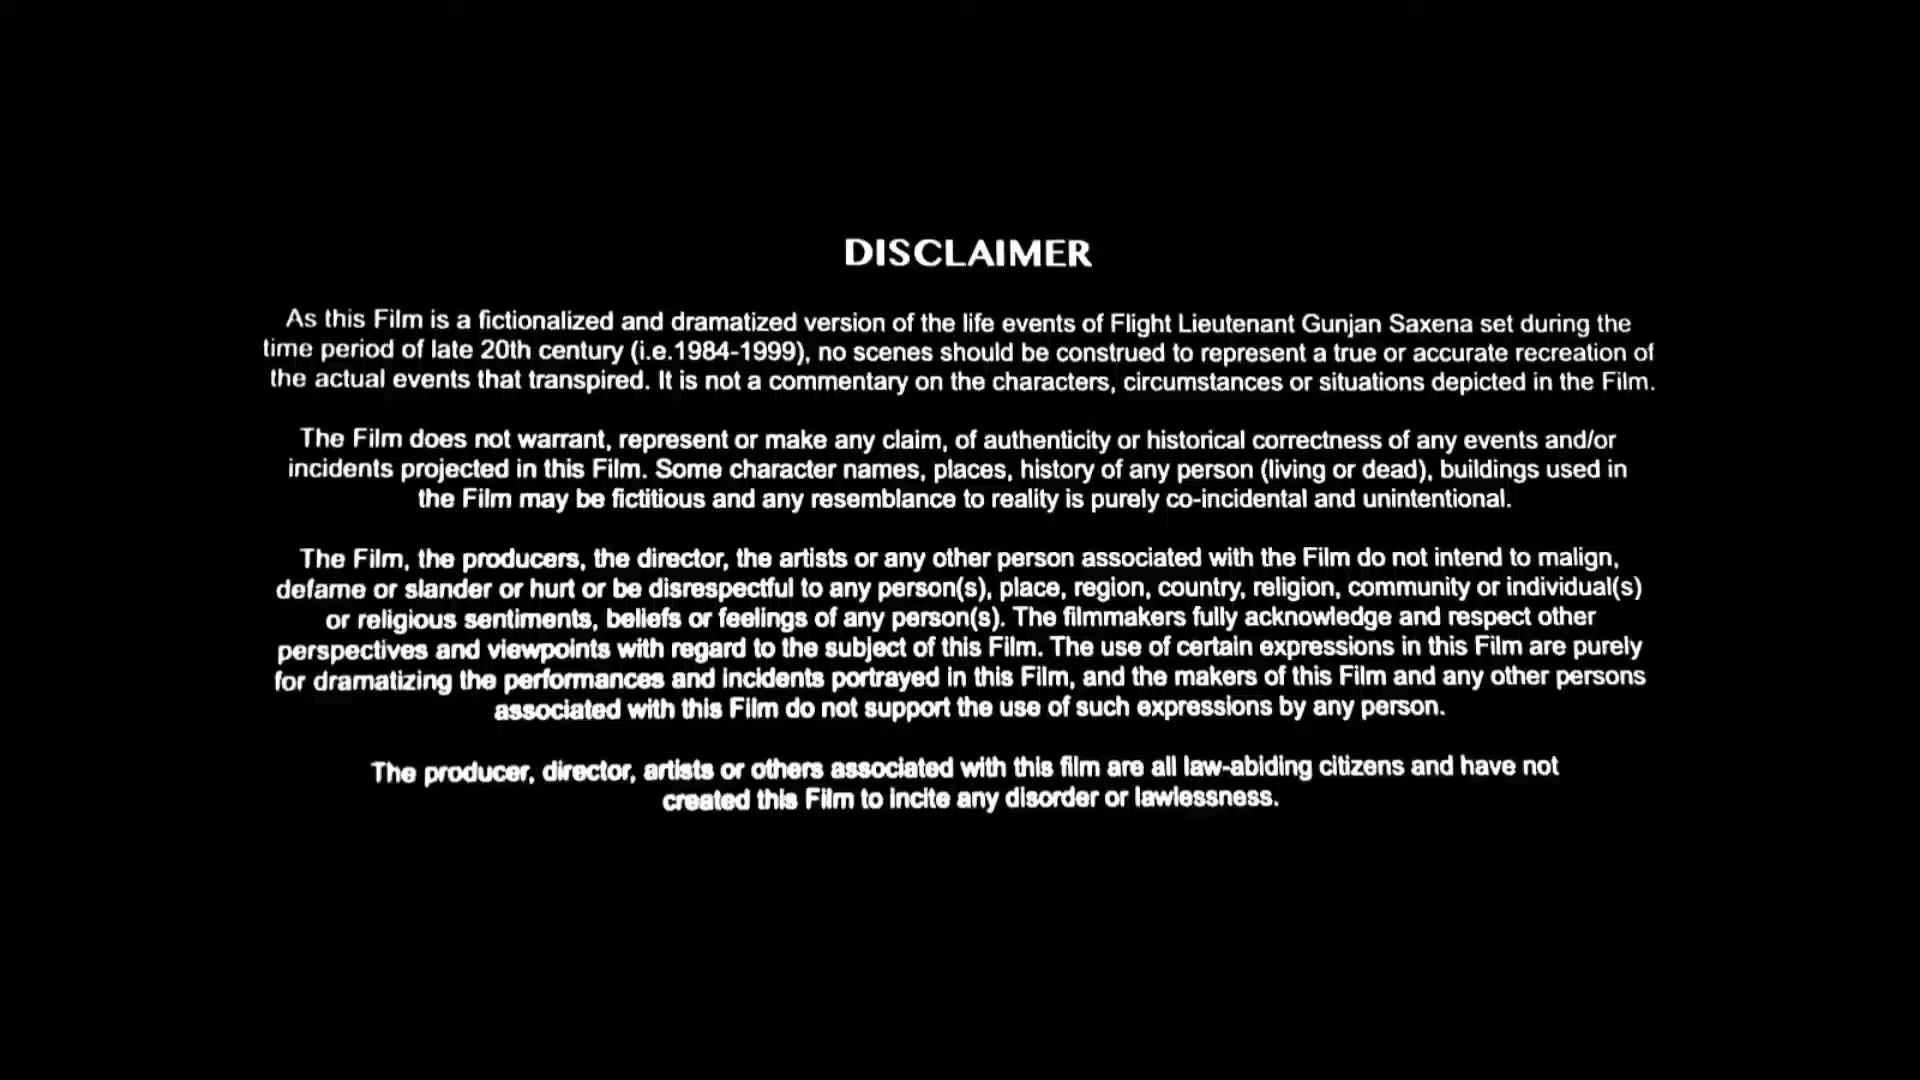 DISCLAIMER
As this Film is a fictionalized and dramatized version of the life events of Flight Lieutenant Gunjan Saxena set during the
time period of late 20th century (i.e.1984-1999), no scenes should be construed to represent a true or accurate recreation of
the actual events that transpired. It is not a commentary on the characters, circumstances or situations depicted in the Film.
The Film does not warrant, represent or make any claim, of authenticity or historical correctness of any events and/or
incidents projected in this Film. Some character names, places, history of any person (living or dead), buildings used in
the Film may be fictitious and any resemblance to reality is purely co-incidental and unintentional.
The Film, the producers, the director, the artists or any other person associated with the Film do not intend to malign,
defame or slander or hurt or be disrespectful to any person(s), place, region, country, religion, community or individual(s)
or religious sentiments, beliefs or feelings of any person(s). The filmmakers fully acknowledge and respect other
perspectives and viewpoints with regard to the subject of this Film. The use of certain expressions in this Film are purely
for dramatizing the performances and incidents portrayed in this Film, and the makers of this Film and any other persons
associated with this Film do not support the use of such expressions by any person.
The producer, director, artists or others associated with this film are all law-abiding citizens and have not
created this Film to incite any disorder or lawlessness.